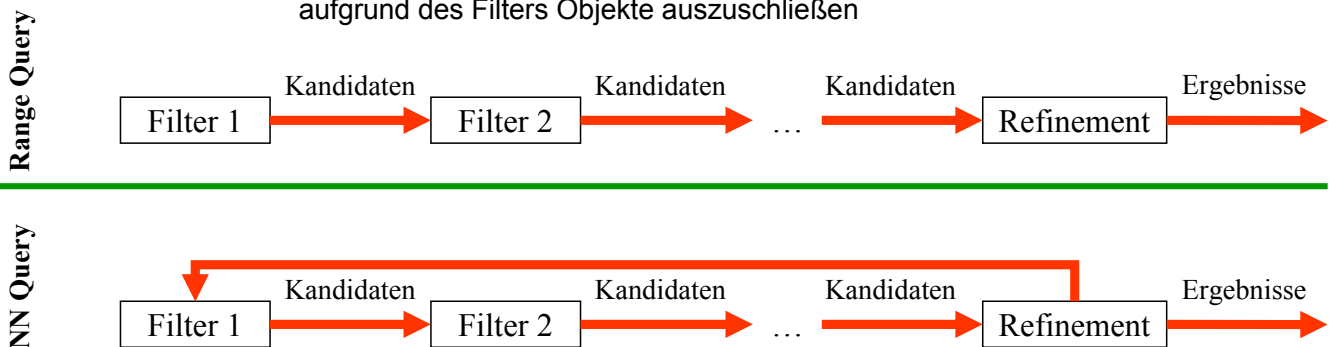 aufgrund des Filters Objekte auszuschließen
Range Query
Kandidaten Kandidaten Kandidaten Ergebnisse
Filter 1 Filter 2 … Refinement
NN Query
Kandidaten Kandidaten Kandidaten Ergebnisse
Filter 1 Filter 2 … Refinement